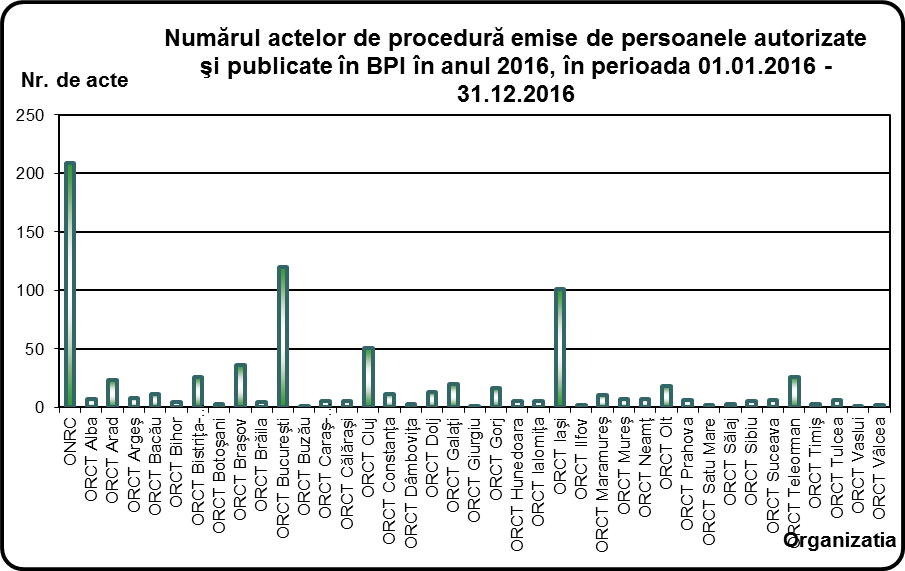 Numărul actelor de procedură emise de persoanele autorizate
şi publicate în BPI în anul 2016, în perioada 01.01.2016 -
31.12.2016
Nr. de acte
250
200
150
100
50
0
ONRC
ORCT Alba
ORCT Arad
ORCT Argeş
ORCT Bacău
ORCT Bihor
ORCT Bistriţa-...
ORCT Botoşani
ORCT Braşov
ORCT Brăila
ORCT Bucureşti
ORCT Buzău
ORCT Caraş-...
ORCT Călăraşi
ORCT Cluj
ORCT Constanţa
ORCT Dâmboviţa
ORCT Dolj
ORCT Galaţi
ORCT Giurgiu
ORCT Gorj
ORCT Hunedoara
ORCT Ialomiţa
ORCT Iaşi
ORCT Ilfov
ORCT Maramureş
ORCT Mureş
ORCT Neamţ
ORCT Olt
ORCT Prahova
ORCT Satu Mare
ORCT Sălaj
ORCT Sibiu
ORCT Suceava
ORCT Teleorman
ORCT Timiş
ORCT Tulcea
ORCT Vaslui
ORCT Vâlcea
Organizatia